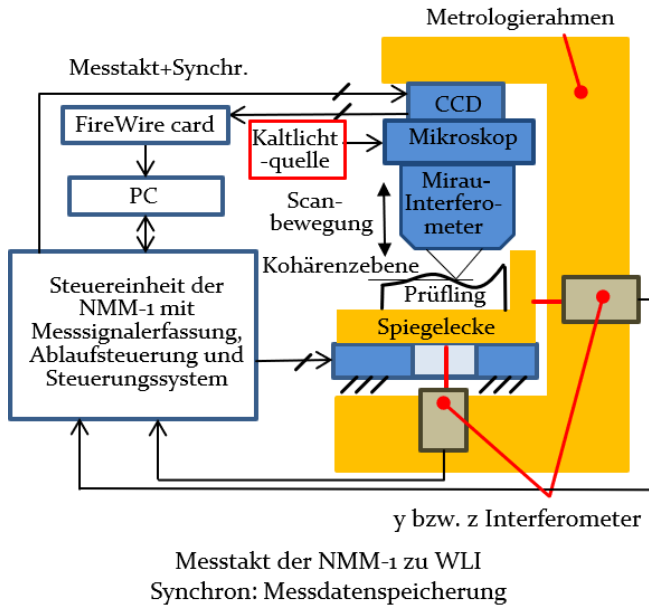 Metrologierahmen
Messtakt+Synchr.
CCD
FireWire card
Kaltlicht
-quelle
Mikroskop
PC
Mirau-
Interfero-
meter
Scan-
bewegung
Kohärenzebene
Prüfling
Steuereinheit der
NMM-1 mit
Messsignalerfassung,
Ablaufsteuerung und
Steuerungssystem
Spiegelecke
y bzw. z Interferometer
Messtakt der NMM-1 zu WLI
Synchron: Messdatenspeicherung